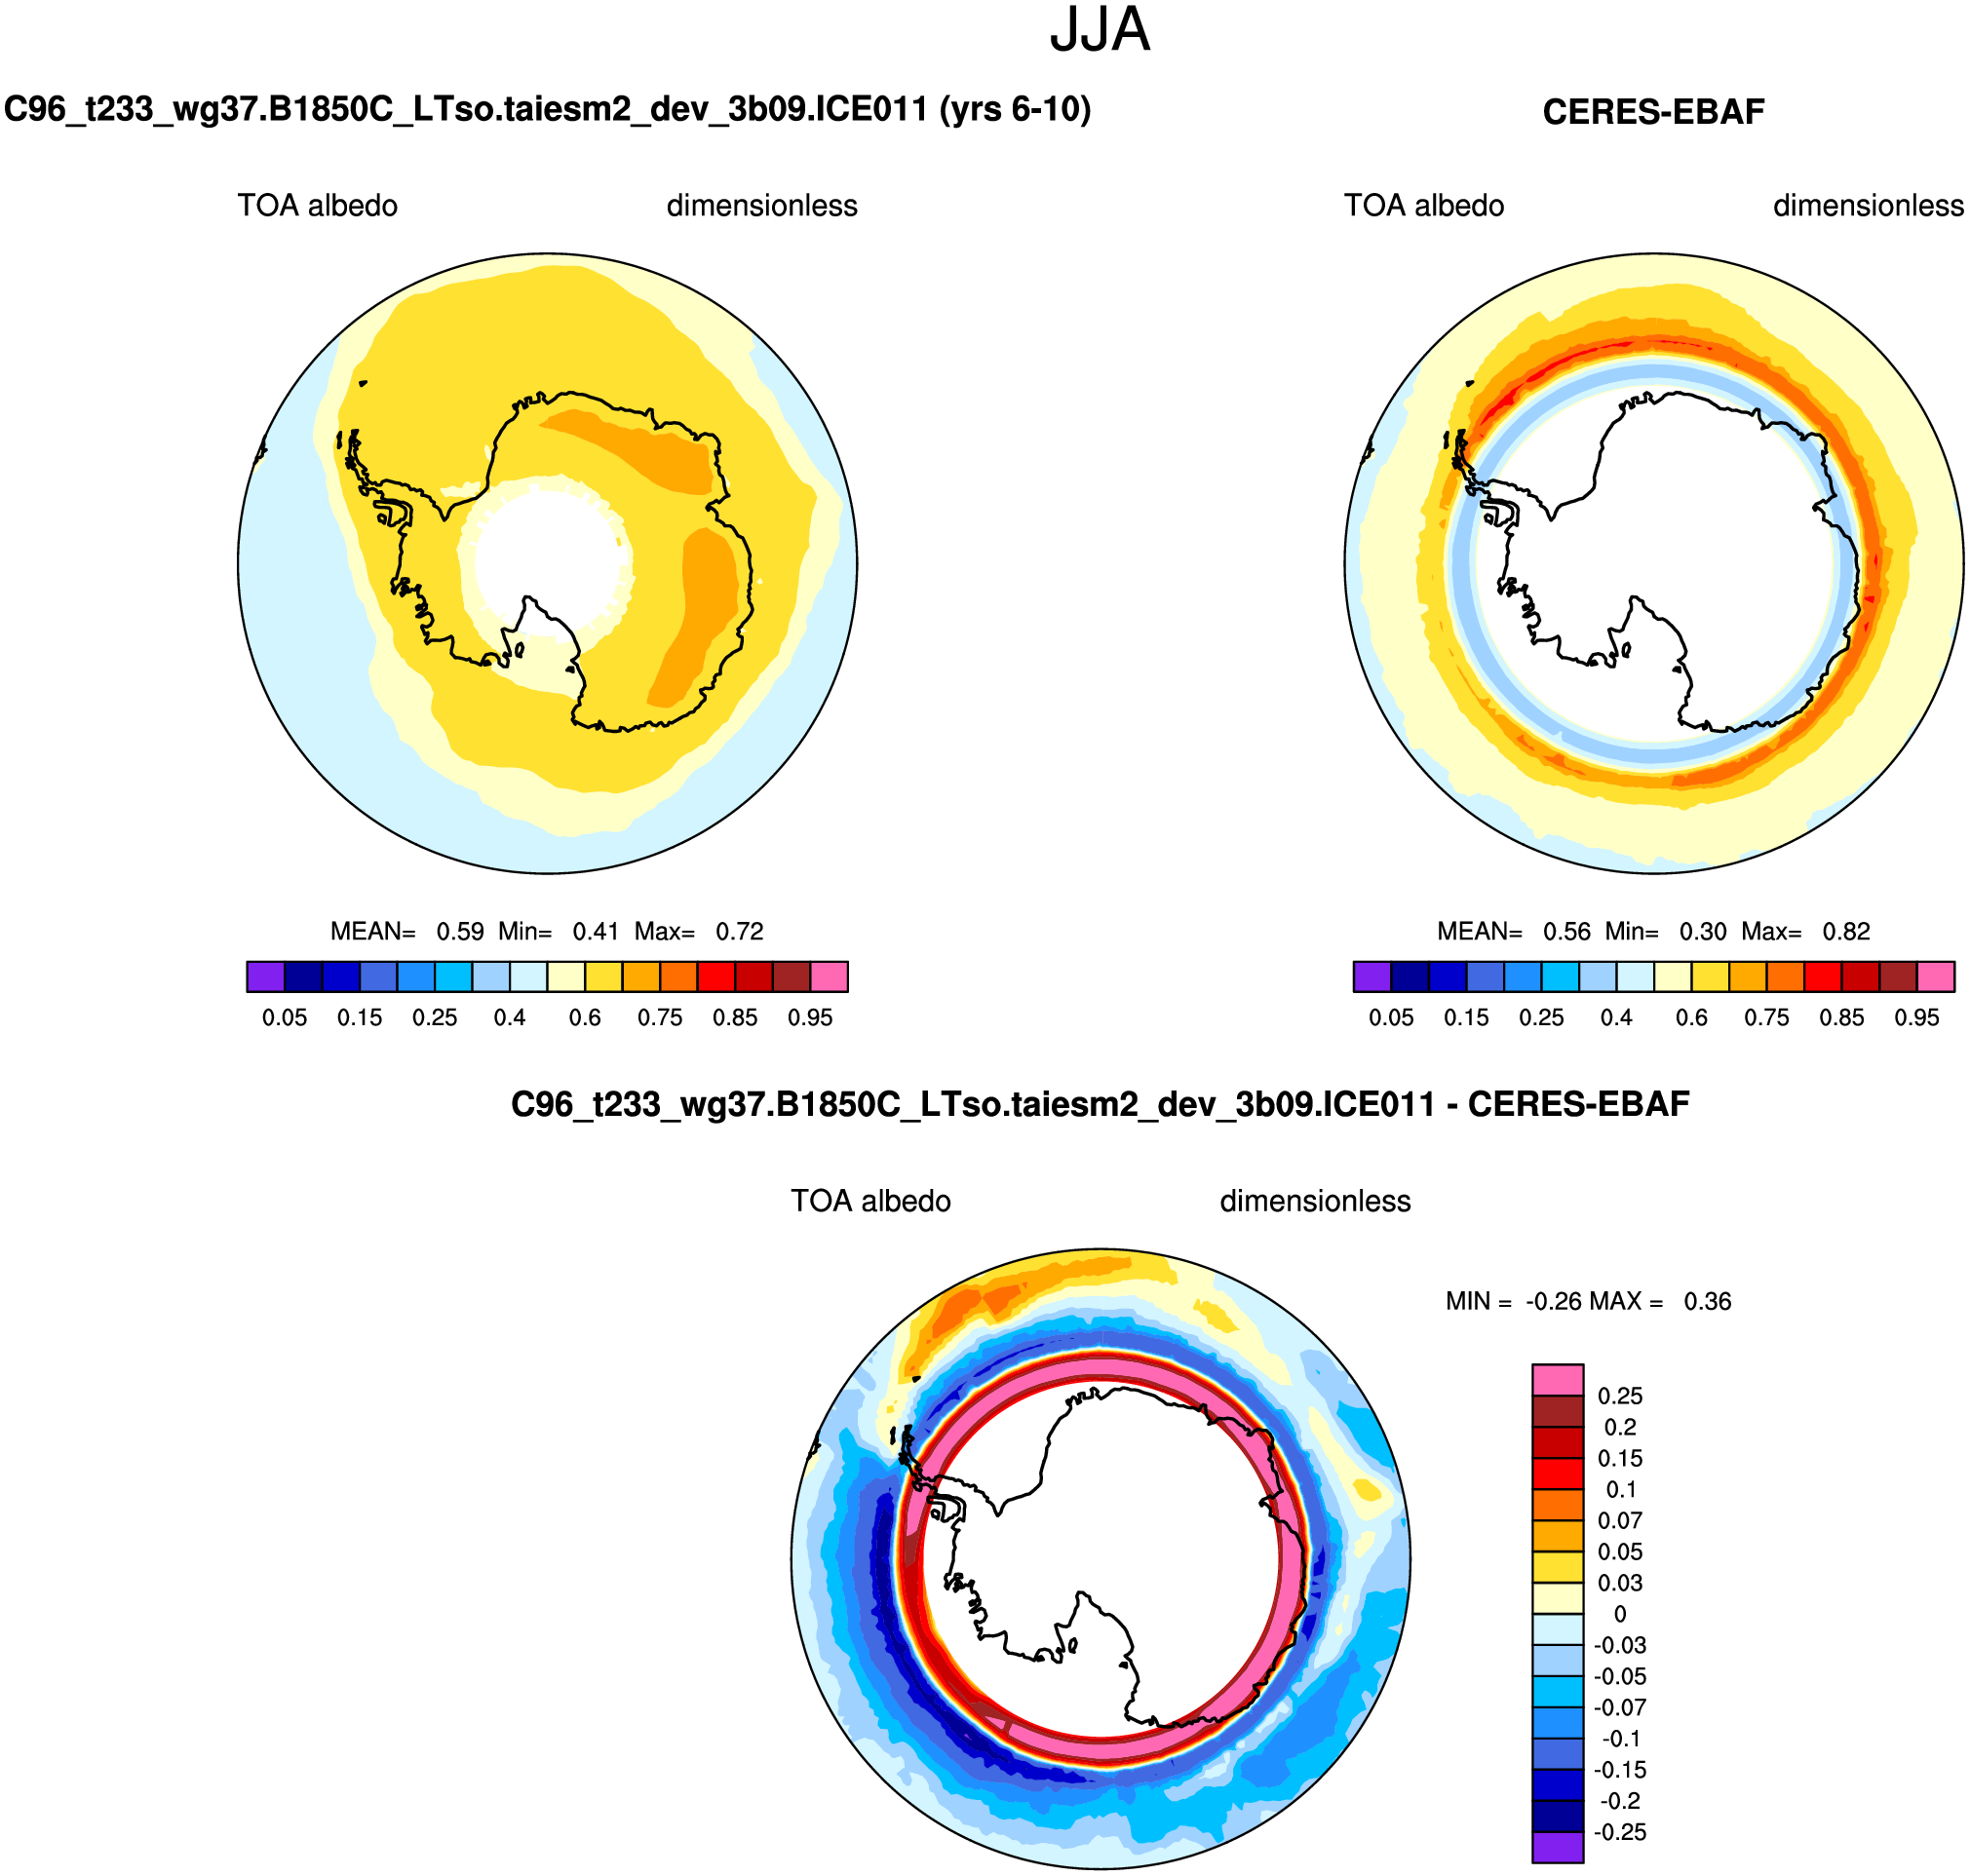 JJA
C96_t233_wg37.B1850C_LTso.taiesm2_dev_3b09.ICE011 (yrs 6-10)
CERES-EBAF
TOA albedo dimensionless
TOA albedo dimensionless
MEAN= 0.59 Min= 0.41 Max= 0.72
MEAN= 0.56 Min= 0.30 Max= 0.82
0.05 0.15 0.25 0.4 0.6 0.75 0.85 0.95
0.05 0.15 0.25 0.4 0.6 0.75 0.85 0.95
C96_t233_wg37.B1850C_LTso.taiesm2_dev_3b09.ICE011 - CERES-EBAF
TOA albedo dimensionless
MIN = -0.26 MAX = 0.36
0.25
0.2
0.15
0.1
0.07
0.05
0.03
0
-0.03
-0.05
-0.07
-0.1
-0.15
-0.2
-0.25